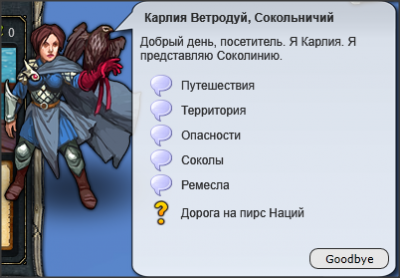 0
Карлия Ветродуй, Сокольничий
Добрый день, посетитель. Я Карлия. Я
представляю Соколинию.
Путешествия
Территория
Опасности
Соколы
Ремесла
Дорога на пирс Наций
Goodbye